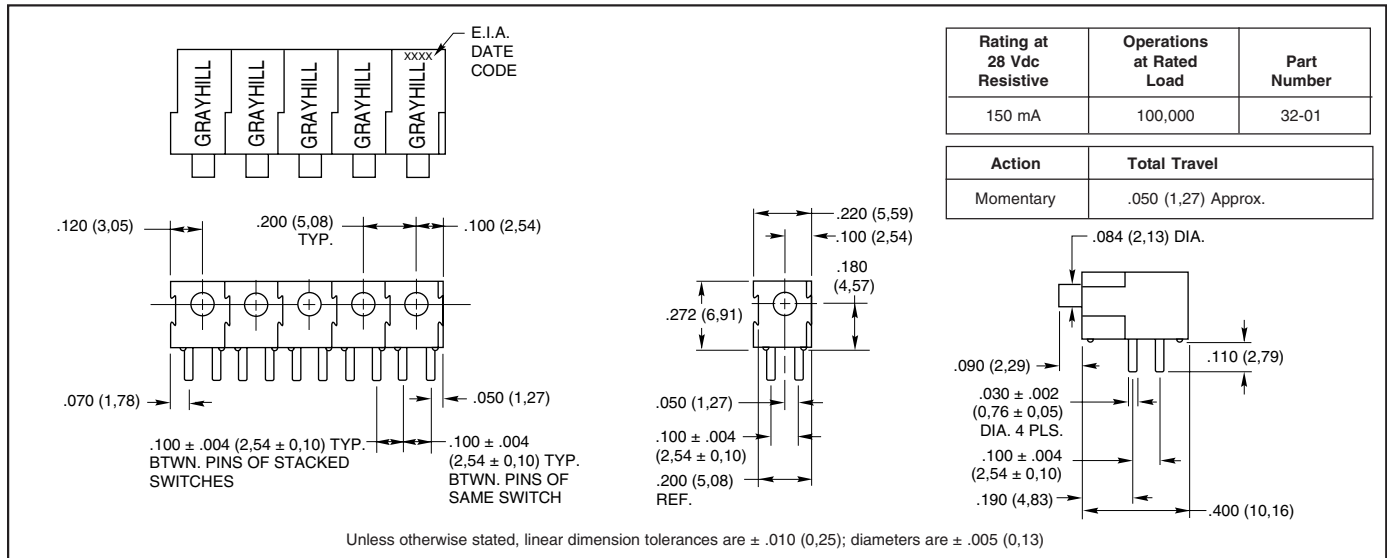 E.I.A.
DATE
CODE
XXXX
GRAYHILL
GRAYHILL
GRAYHILL
GRAYHILL
GRAYHILL
Rating at
28 Vdc
Resistive
Operations
at Rated
Load
Part
Number
150 mA
100,000
32-01
Action
Total Travel
Momentary
.050 (1,27) Approx.
.120 (3,05)
.200 (5,08)
TYP.
.100 (2,54)
.070 (1,78)
.050 (1,27)
.100 ± .004 (2,54 ± 0,10) TYP.
BTWN. PINS OF STACKED
SWITCHES
.100 ± .004
(2,54 ± 0,10) TYP.
BTWN. PINS OF
SAME SWITCH
.220 (5,59)
.100 (2,54)
.180
(4,57)
.272 (6,91)
.050 (1,27)
.100 ± .004
(2,54 ± 0,10)
.200 (5,08)
REF.
.084 (2,13) DIA.
.090 (2,29)
.110 (2,79)
.030 ± .002
(0,76 ± 0,05)
DIA. 4 PLS.
.100 ± .004
(2,54 ± 0,10)
.190 (4,83)
.400 (10,16)
Unless otherwise stated, linear dimension tolerances are ± .010 (0,25); diameters are ± .005 (0,13)